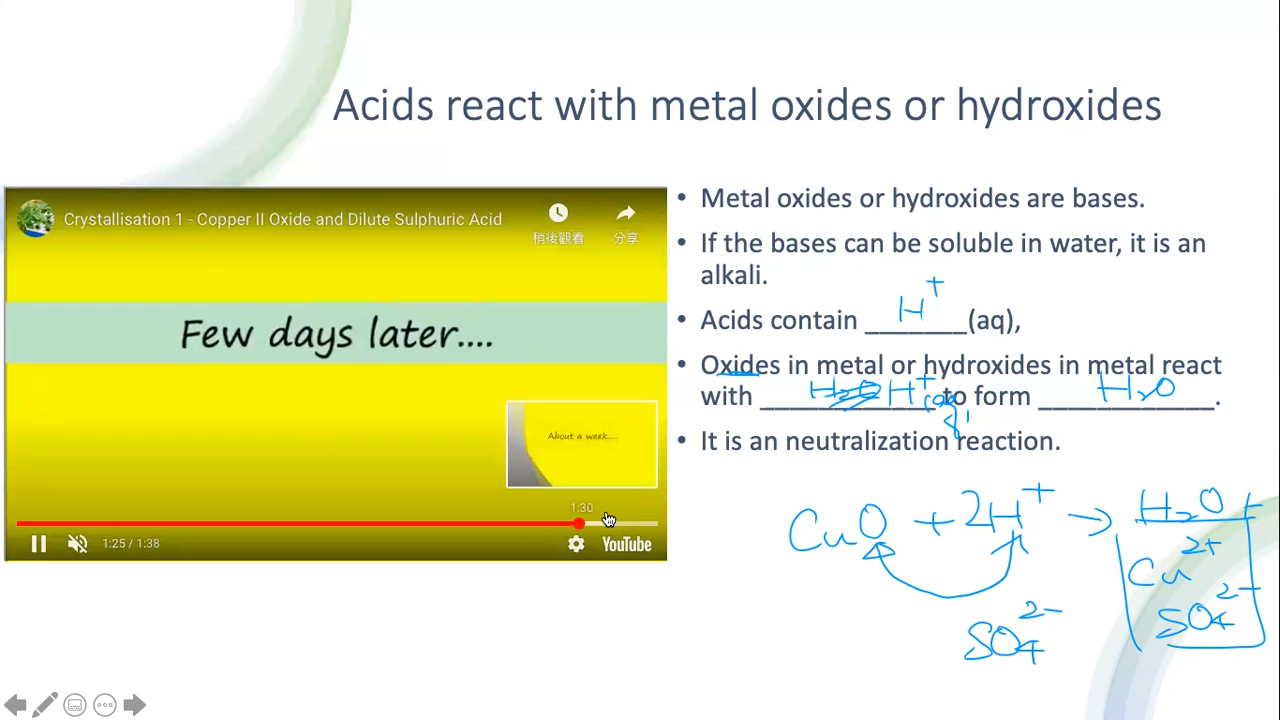 Acids react with metal oxides or hydroxides
Crystallisation 1 - Copper II Oxide and Dilute Sulphuric Acid
稍後觀看
分享
Few days later....
About a week.....
1:30
1:25 / 1:38
YouTube
• Metal oxides or hydroxides are bases.
• If the bases can be soluble in water, it is an
alkali.
• Acids contain H⁺ (aq),
• Oxides in metal or hydroxides in metal react
with H₂O H⁺(aq) to form H₂O.
• It is an neutralization reaction.
CuO + 2H⁺ → H₂O +
Cu²⁺
SO₄²⁻
SO₄²⁻